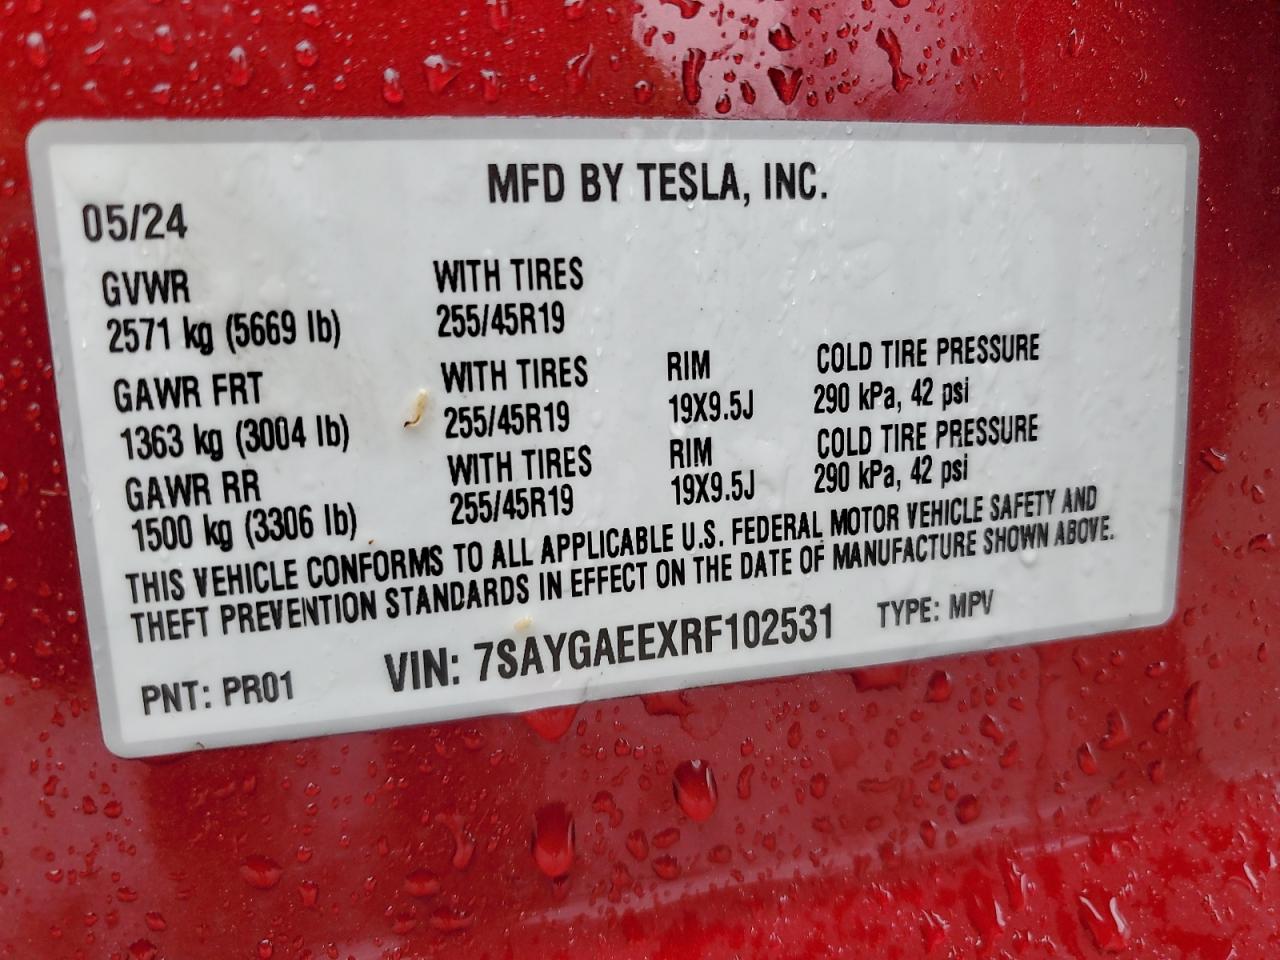 MFD BY TESLA, INC.
05/24
GVWR WITH TIRES
2571 kg (5669 lb) 255/45R19
GAWR FRT WITH TIRES RIM COLD TIRE PRESSURE
1363 kg (3004 lb) 255/45R19 19X9.5J 290 kPa, 42 psi
GAWR RR WITH TIRES RIM COLD TIRE PRESSURE
1500 kg (3306 lb) 255/45R19 19X9.5J 290 kPa, 42 psi
THIS VEHICLE CONFORMS TO ALL APPLICABLE U.S. FEDERAL MOTOR VEHICLE SAFETY AND
THEFT PREVENTION STANDARDS IN EFFECT ON THE DATE OF MANUFACTURE SHOWN ABOVE.
PNT: PR01 VIN: 7SAYGAEEXRF102531 TYPE: MPV